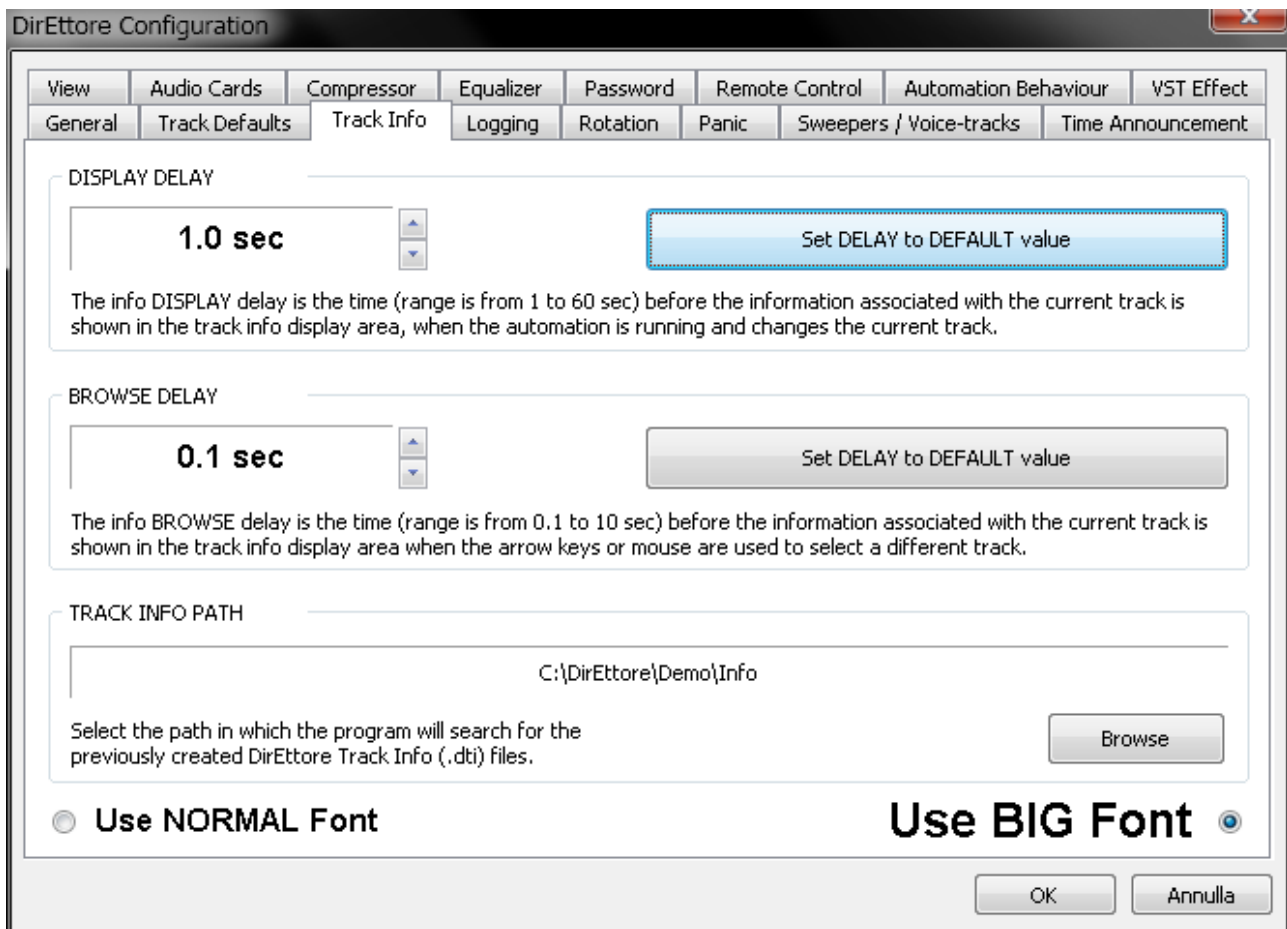 DirEttore Configuration
View
Audio Cards
Compressor
Equalizer
Password
Remote Control
Automation Behaviour
VST Effect
General
Track Defaults
Track Info
Logging
Rotation
Panic
Sweepers / Voice-tracks
Time Announcement
DISPLAY DELAY
1.0 sec
Set DELAY to DEFAULT value
The info DISPLAY delay is the time (range is from 1 to 60 sec) before the information associated with the current track is
shown in the track info display area, when the automation is running and changes the current track.
BROWSE DELAY
0.1 sec
Set DELAY to DEFAULT value
The info BROWSE delay is the time (range is from 0.1 to 10 sec) before the information associated with the current track is
shown in the track info display area when the arrow keys or mouse are used to select a different track.
TRACK INFO PATH
C:\DirEttore\Demo\Info
Select the path in which the program will search for the
previously created DirEttore Track Info (.dti) files.
Browse
Use NORMAL Font
Use BIG Font
OK
Annulla